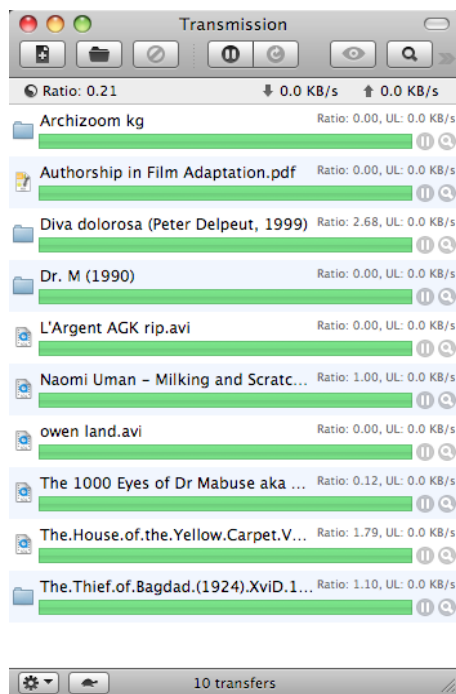 Transmission
Ratio: 0.21 0.0 KB/s 0.0 KB/s
Archizoom kg Ratio: 0.00, UL: 0.0 KB/s
Authorship in Film Adaptation.pdf Ratio: 0.00, UL: 0.0 KB/s
Diva dolorosa (Peter Delpeut, 1999) Ratio: 2.68, UL: 0.0 KB/s
Dr. M (1990) Ratio: 0.00, UL: 0.0 KB/s
L'Argent AGK rip.avi Ratio: 0.00, UL: 0.0 KB/s
Naomi Uman – Milking and Scratc... Ratio: 1.00, UL: 0.0 KB/s
owen land.avi Ratio: 0.00, UL: 0.0 KB/s
The 1000 Eyes of Dr Mabuse aka ... Ratio: 0.12, UL: 0.0 KB/s
The.House.of.the.Yellow.Carpet.V... Ratio: 1.79, UL: 0.0 KB/s
The.Thief.of.Bagdad.(1924).XviD.1... Ratio: 1.10, UL: 0.0 KB/s
10 transfers